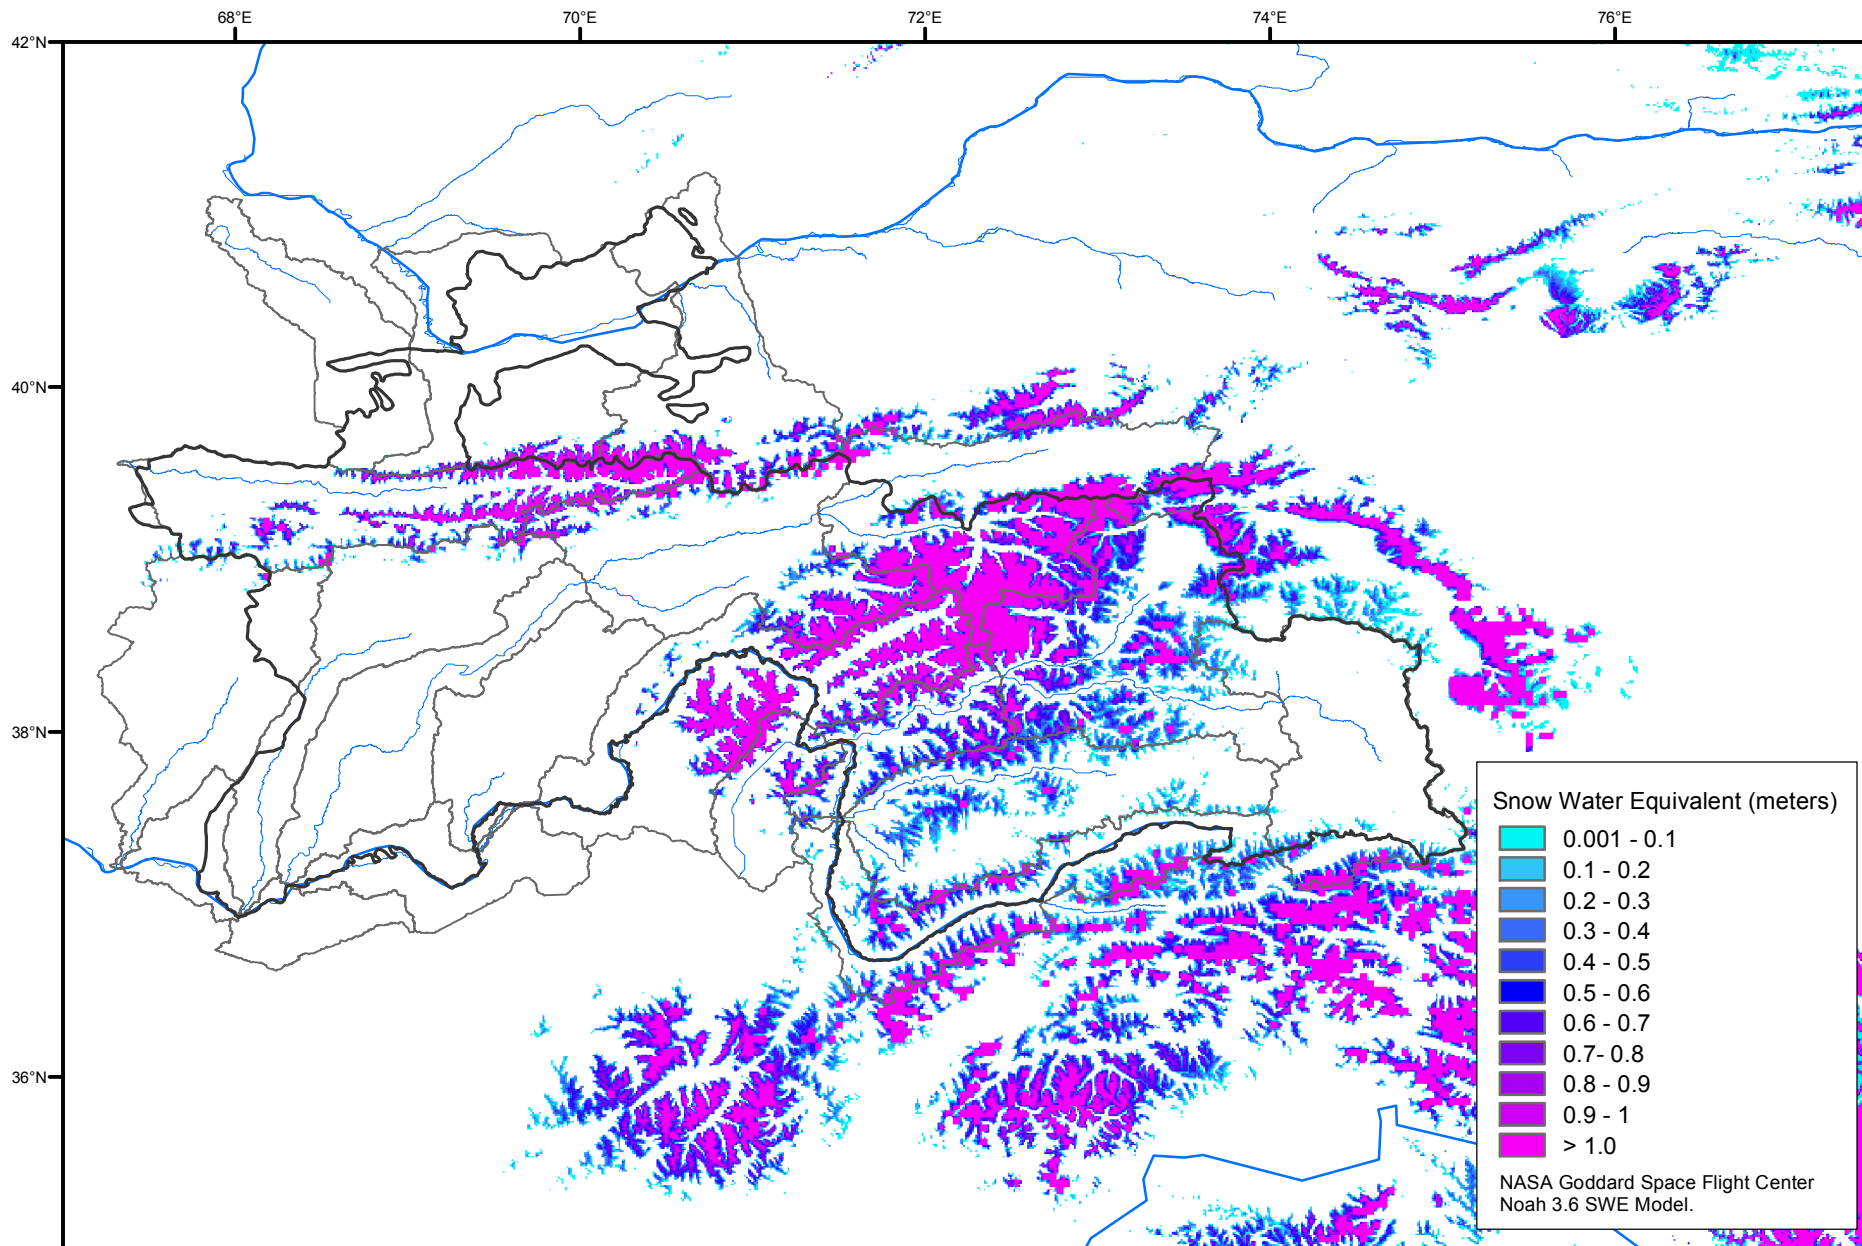 68°E 70°E 72°E 74°E 76°E
42°N
40°N
38°N
36°N
Snow Water Equivalent (meters)
0.001 - 0.1
0.1 - 0.2
0.2 - 0.3
0.3 - 0.4
0.4 - 0.5
0.5 - 0.6
0.6 - 0.7
0.7- 0.8
0.8 - 0.9
0.9 - 1
> 1.0
NASA Goddard Space Flight Center
Noah 3.6 SWE Model.